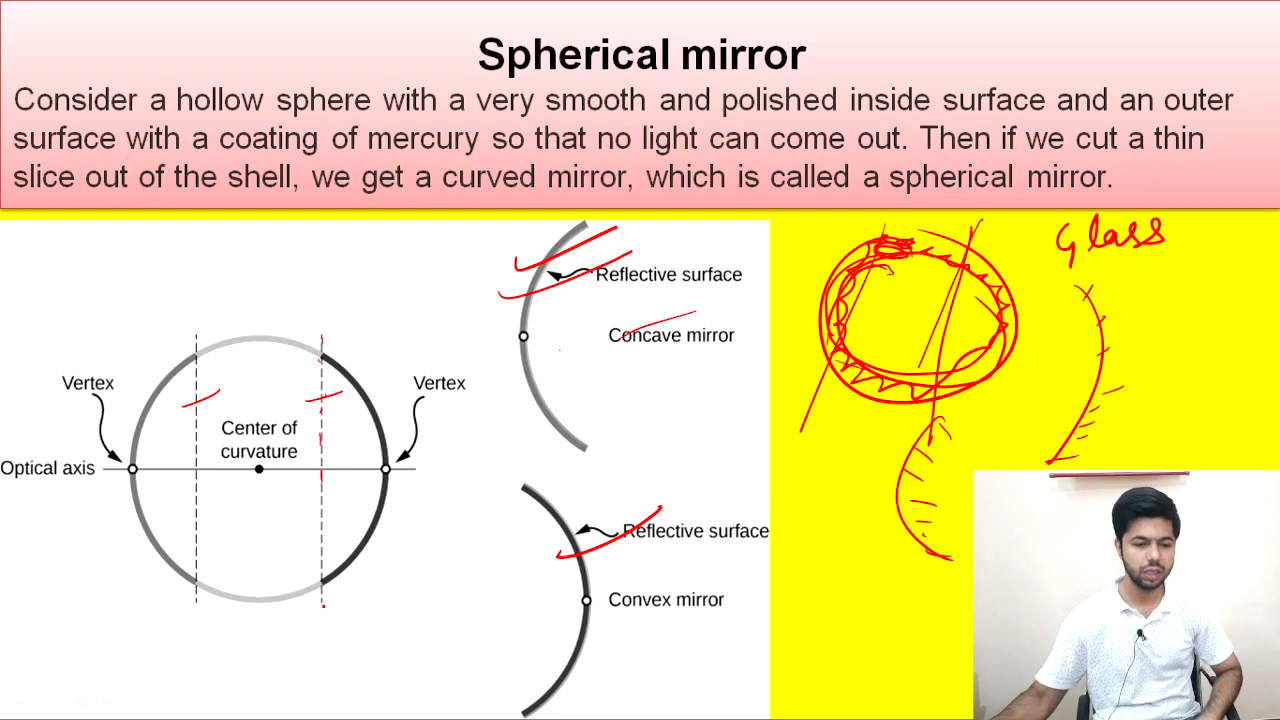 Spherical mirror
Consider a hollow sphere with a very smooth and polished inside surface and an outer
surface with a coating of mercury so that no light can come out. Then if we cut a thin
slice out of the shell, we get a curved mirror, which is called a spherical mirror.
Glass
Reflective surface
Concave mirror
Vertex
Vertex
Center of
curvature
Optical axis
Reflective surface
Convex mirror